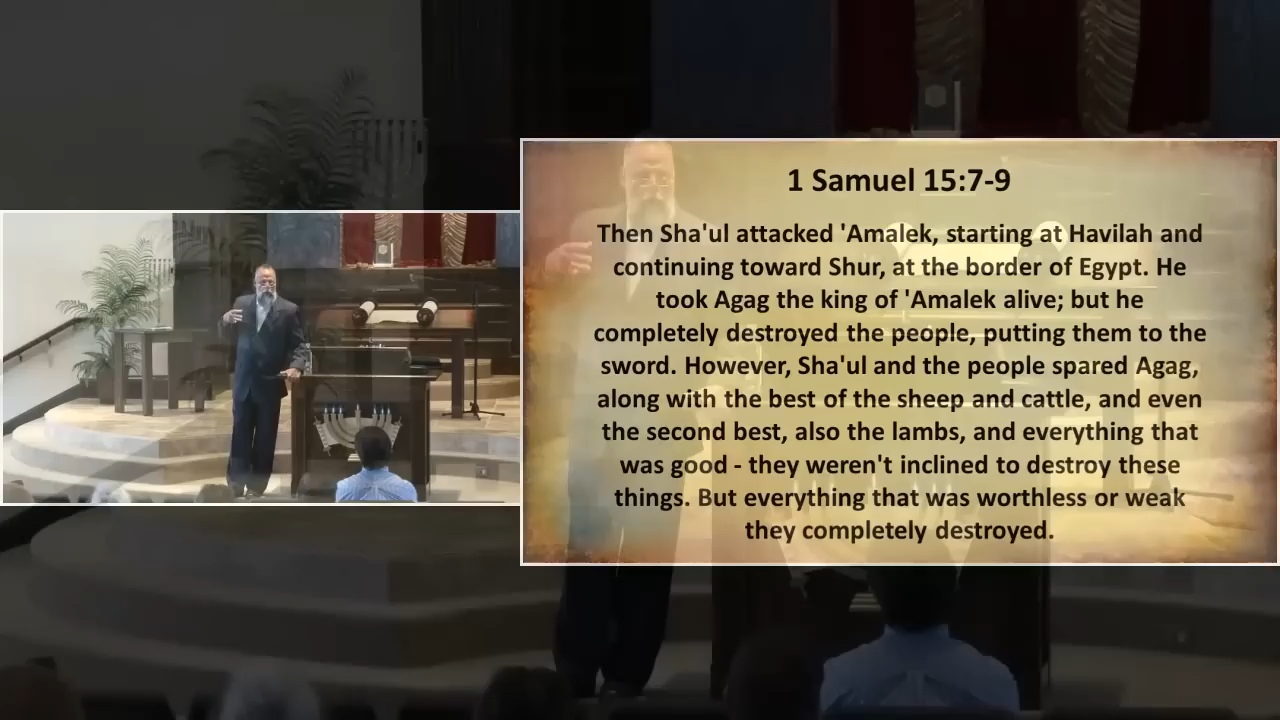 1 Samuel 15:7-9
Then Sha'ul attacked 'Amalek, starting at Havilah and
continuing toward Shur, at the border of Egypt. He
took Agag the king of 'Amalek alive; but he
completely destroyed the people, putting them to the
sword. However, Sha'ul and the people spared Agag,
along with the best of the sheep and cattle, and even
the second best, also the lambs, and everything that
was good - they weren't inclined to destroy these
things. But everything that was worthless or weak
they completely destroyed.